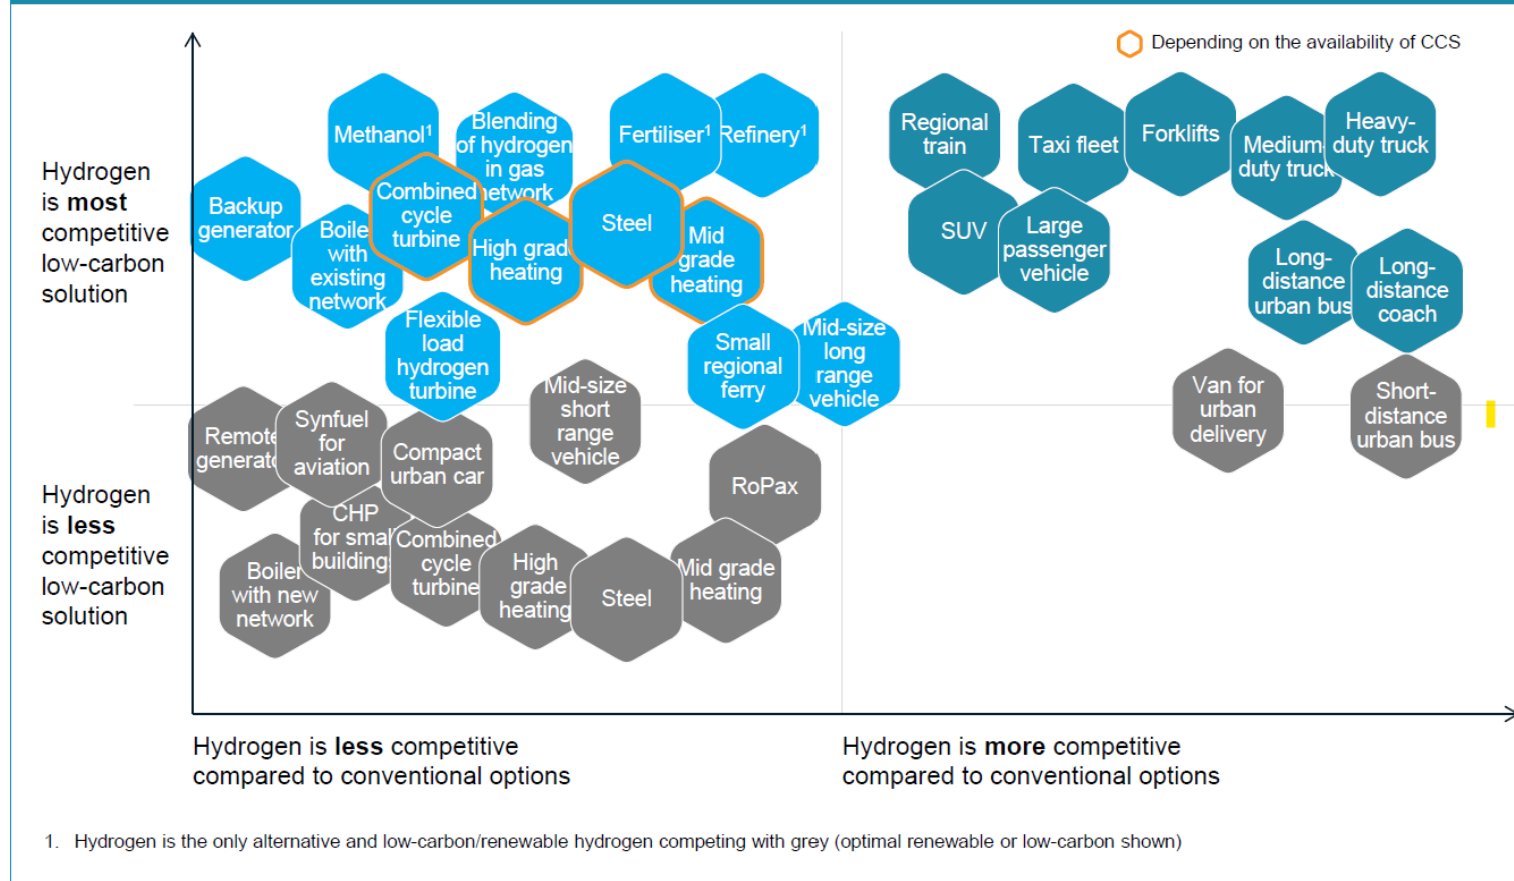 Depending on the availability of CCS
Hydrogen
is most
competitive
low-carbon
solution
Hydrogen
is less
competitive
low-carbon
solution
Methanol¹
Blending
of hydrogen
in gas
network
Fertiliser¹
Refinery¹
Backup
generator
Boiler
with
existing
network
Combined
cycle
turbine
High grade
heating
Steel
Mid
grade
heating
Flexible
load
hydrogen
turbine
Small
regional
ferry
Mid-size
long
range
vehicle
Regional
train
Taxi fleet
Forklifts
Medium-
duty truck
Heavy-
duty truck
SUV
Large
passenger
vehicle
Long-
distance
urban bus
Long-
distance
coach
Mid-size
short
range
vehicle
Van for
urban
delivery
Short-
distance
urban bus
Remote
generator
Synfuel
for
aviation
Compact
urban car
RoPax
CHP
for small
buildings
Boiler
with new
network
Combined
cycle
turbine
High
grade
heating
Steel
Mid grade
heating
Hydrogen is less competitive
compared to conventional options
Hydrogen is more competitive
compared to conventional options
1. Hydrogen is the only alternative and low-carbon/renewable hydrogen competing with grey (optimal renewable or low-carbon shown)